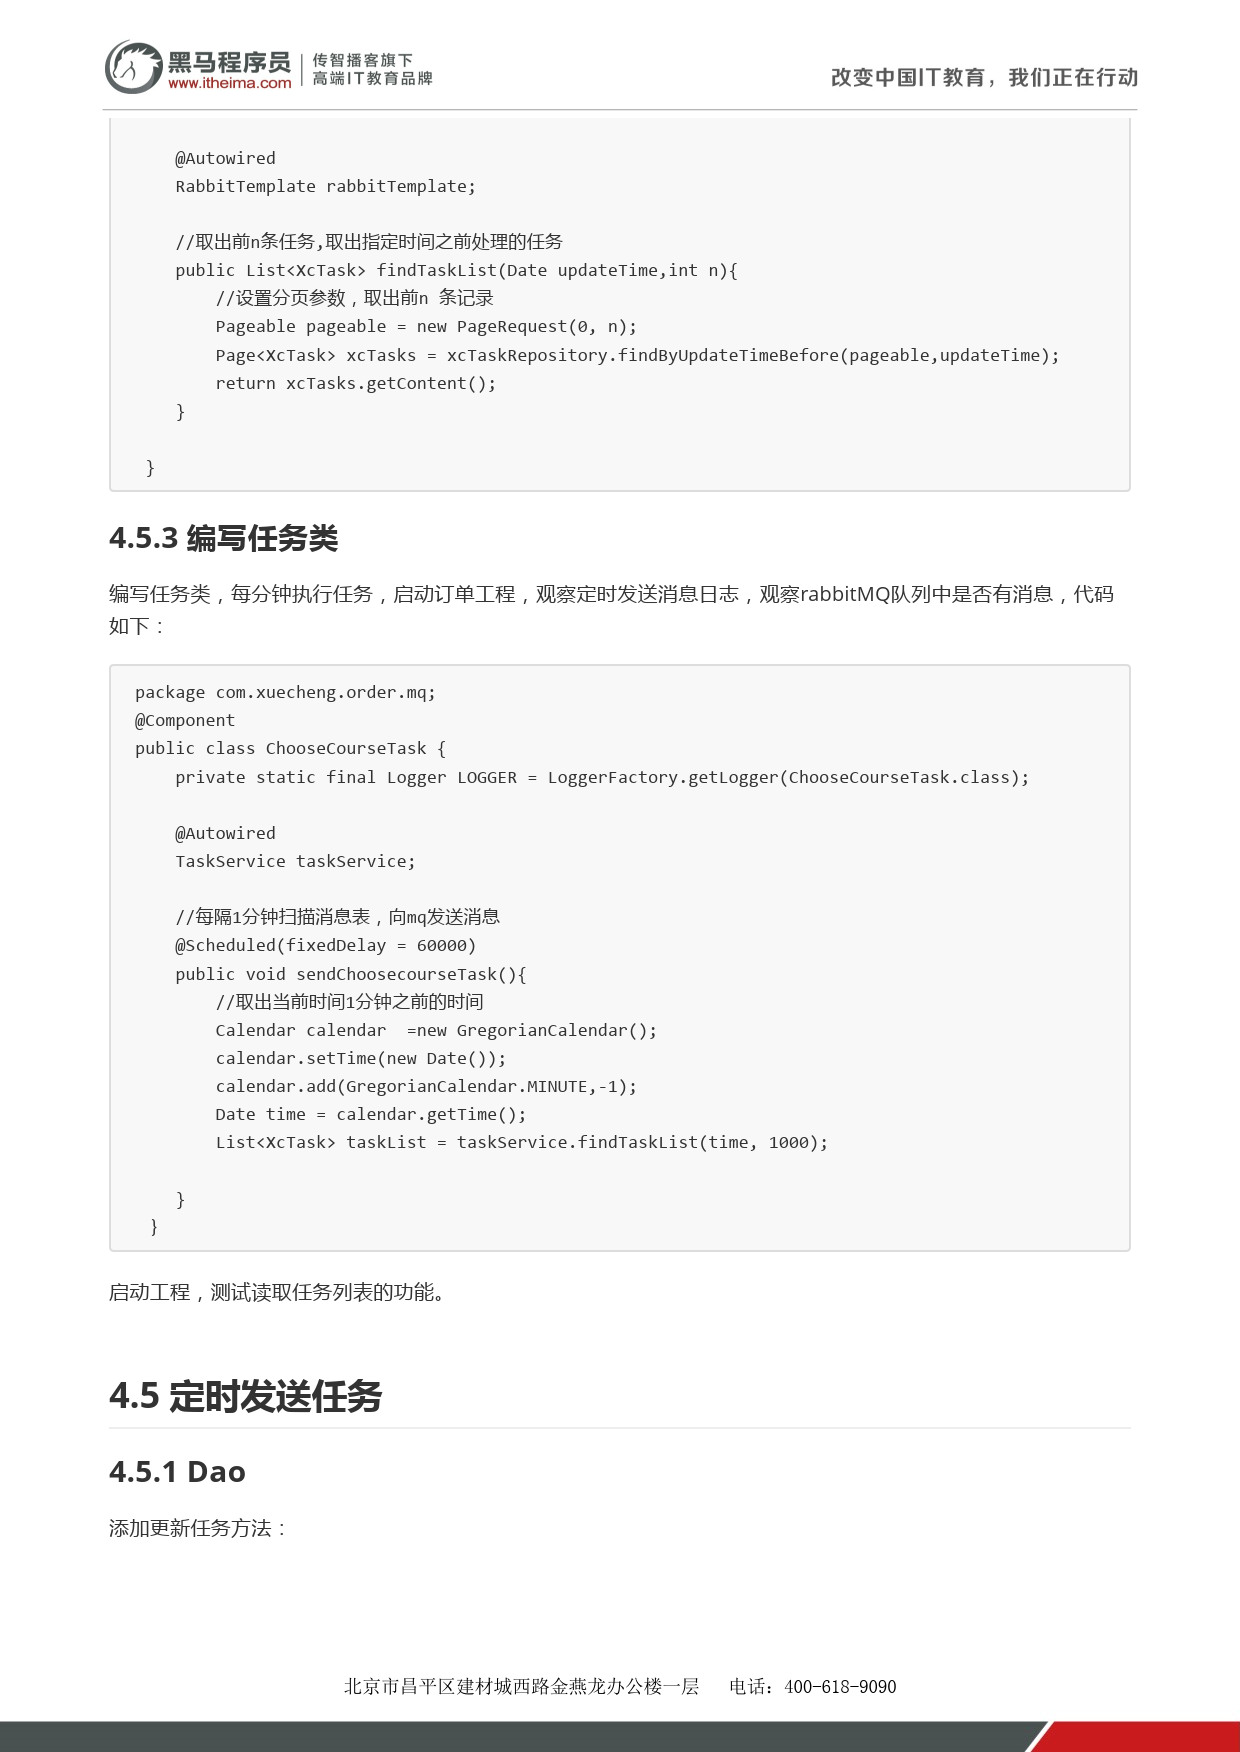 黑马程序员
www.itheima.com
传智播客旗下
高端IT教育品牌
改变中国IT教育，我们正在行动
@Autowired
RabbitTemplate rabbitTemplate;
//取出前n条任务,取出指定时间之前处理的任务
public List<XcTask> findTaskList(Date updateTime,int n){
//设置分页参数，取出前n 条记录
Pageable pageable = new PageRequest(0, n);
Page<XcTask> xcTasks = xcTaskRepository.findByUpdateTimeBefore(pageable,updateTime);
return xcTasks.getContent();
}
}
4.5.3 编写任务类
编写任务类，每分钟执行任务，启动订单工程，观察定时发送消息日志，观察rabbitMQ队列中是否有消息，代码
如下：
package com.xuecheng.order.mq;
@Component
public class ChooseCourseTask {
private static final Logger LOGGER = LoggerFactory.getLogger(ChooseCourseTask.class);
@Autowired
TaskService taskService;
//每隔1分钟扫描消息表，向mq发送消息
@Scheduled(fixedDelay = 60000)
public void sendChoosecourseTask(){
//取出当前时间1分钟之前的时间
Calendar calendar  =new GregorianCalendar();
calendar.setTime(new Date());
calendar.add(GregorianCalendar.MINUTE,-1);
Date time = calendar.getTime();
List<XcTask> taskList = taskService.findTaskList(time, 1000);
}
}
启动工程，测试读取任务列表的功能。
4.5 定时发送任务
4.5.1 Dao
添加更新任务方法：
北京市昌平区建材城西路金燕龙办公楼一层 电话：400-618-9090